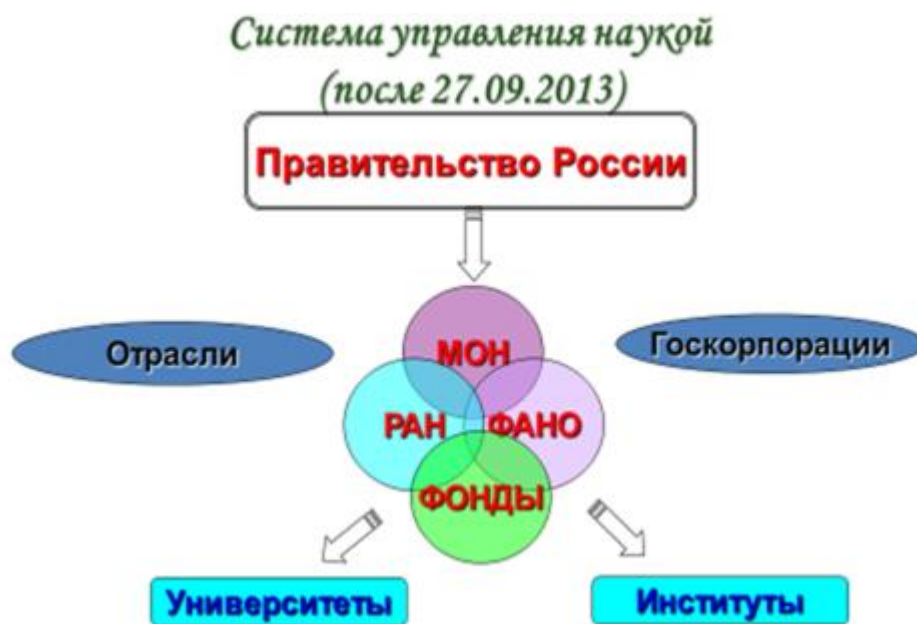 Система управления наукой
(после 27.09.2013)
Правительство России
Отрасли
МОН
Госкорпорации
РАН
ФАНО
ФОНДЫ
Университеты
Институты